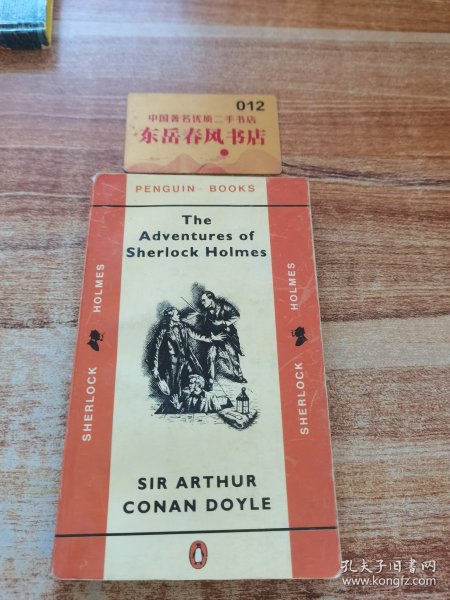 012
中国著名优质二手书店
东岳春风书店
PENGUIN BOOKS
The
Adventures of
Sherlock Holmes
SHERLOCK HOLMES
SHERLOCK HOLMES
SIR ARTHUR
CONAN DOYLE
孔夫子旧书网
www.kongfz.com